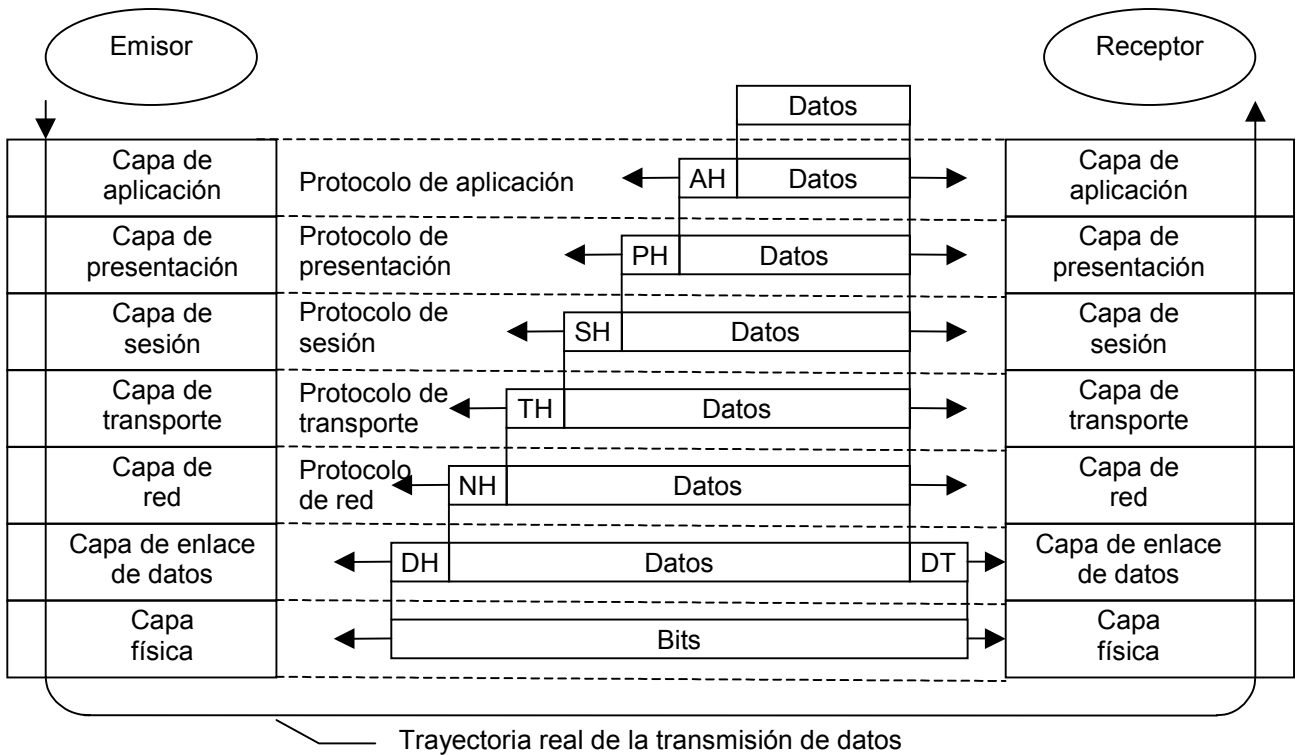 Emisor
Receptor
Datos
Capa de
aplicación
Protocolo de aplicación
AH
Datos
Capa de
aplicación
Capa de
presentación
Protocolo de
presentación
PH
Datos
Capa de
presentación
Capa de
sesión
Protocolo de
sesión
SH
Datos
Capa de
sesión
Capa de
transporte
Protocolo de
transporte
TH
Datos
Capa de
transporte
Capa de
red
Protocolo
de red
NH
Datos
Capa de
red
Capa de enlace
de datos
DH
Datos
DT
Capa de enlace
de datos
Capa
física
Bits
Capa
física
Trayectoria real de la transmisión de datos